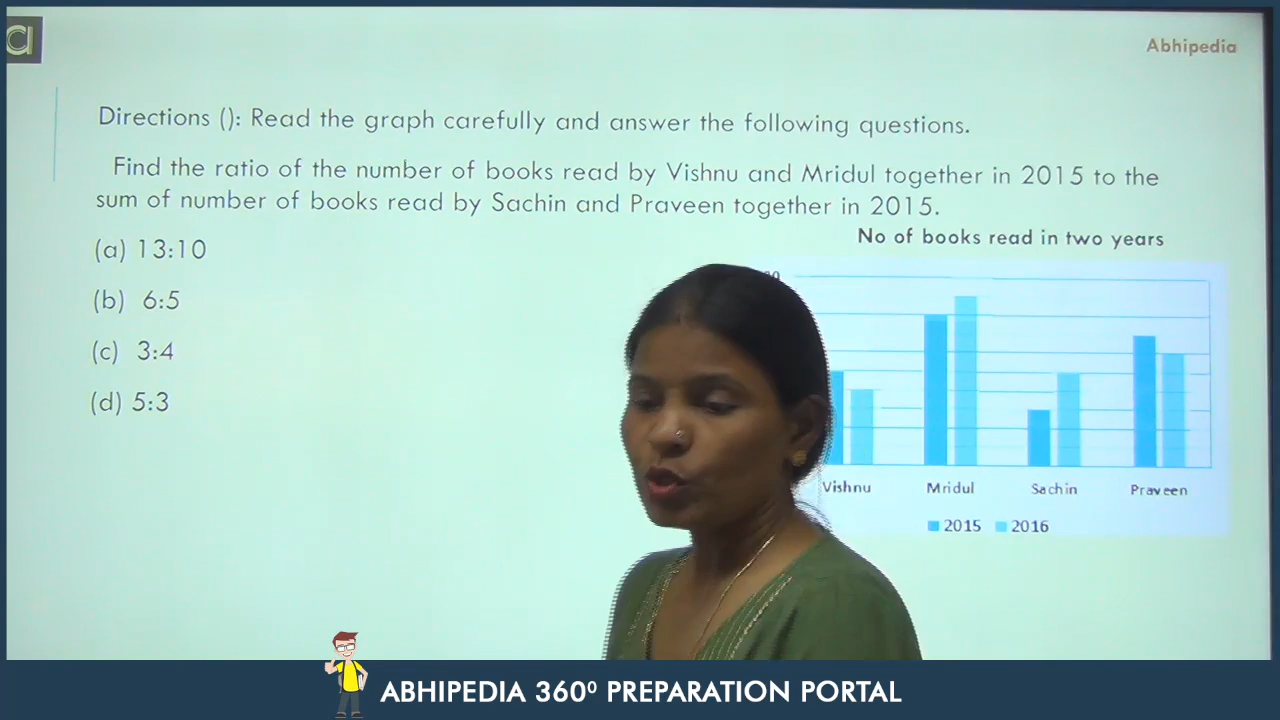 a
Abhipedia
Directions (): Read the graph carefully and answer the following questions.
Find the ratio of the number of books read by Vishnu and Mridul together in 2015 to the
sum of number of books read by Sachin and Praveen together in 2015.
(a) 13:10
(b) 6:5
(c) 3:4
(d) 5:3
No of books read in two years
Vishnu Mridul Sachin Praveen
2015 2016
ABHIPEDIA 360⁰ PREPARATION PORTAL